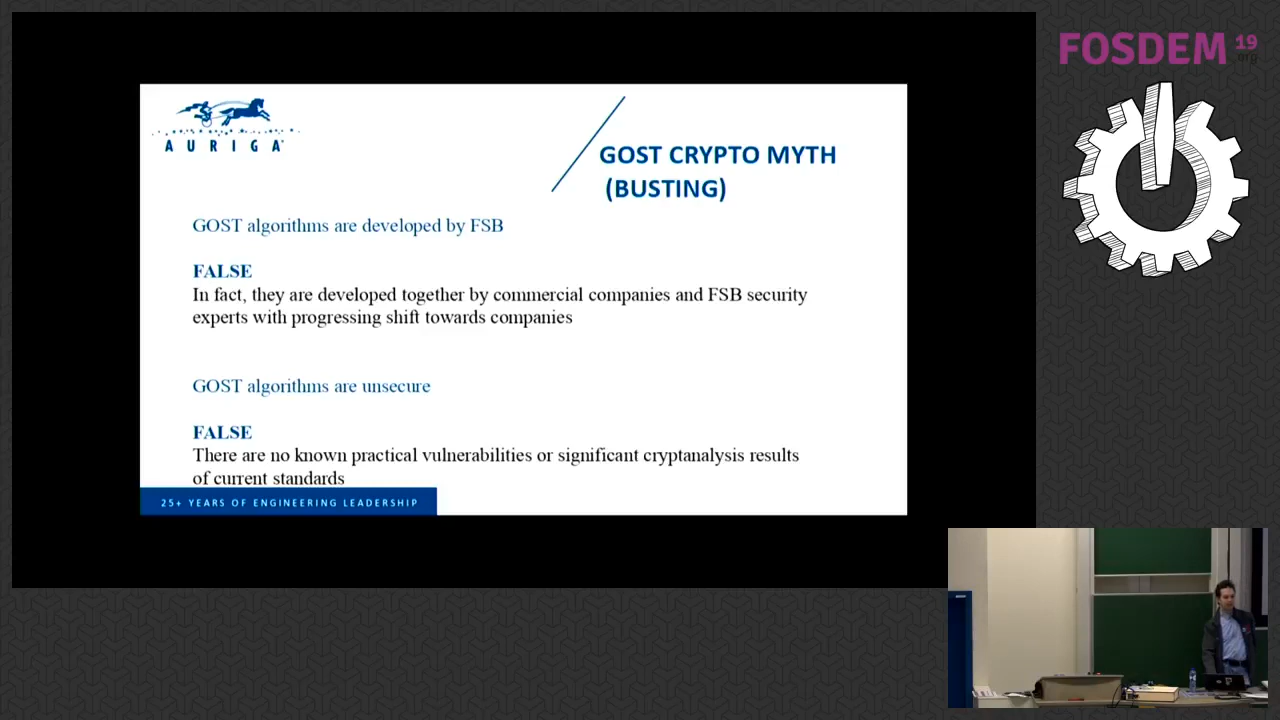 FOSDEM 19
.org
AURIGA
GOST CRYPTO MYTH
(BUSTING)
GOST algorithms are developed by FSB
FALSE
In fact, they are developed together by commercial companies and FSB security
experts with progressing shift towards companies
GOST algorithms are unsecure
FALSE
There are no known practical vulnerabilities or significant cryptanalysis results
of current standards
25+ YEARS OF ENGINEERING LEADERSHIP